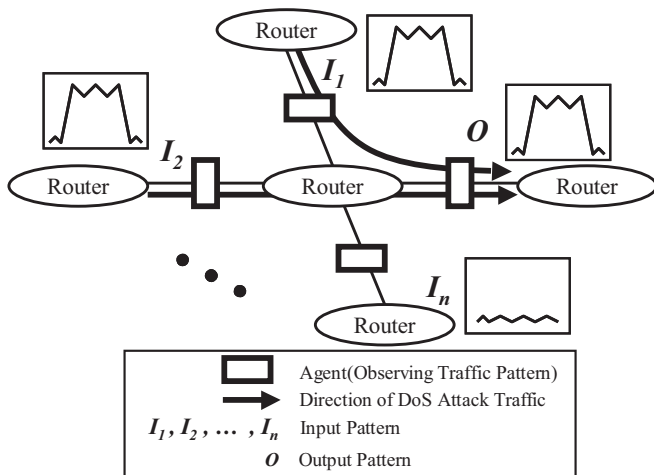 Router
I1
O
I2
Router
Router
Router
In
Router
Agent(Observing Traffic Pattern)
Direction of DoS Attack Traffic
I1 , I2 , … , In Input Pattern
O Output Pattern